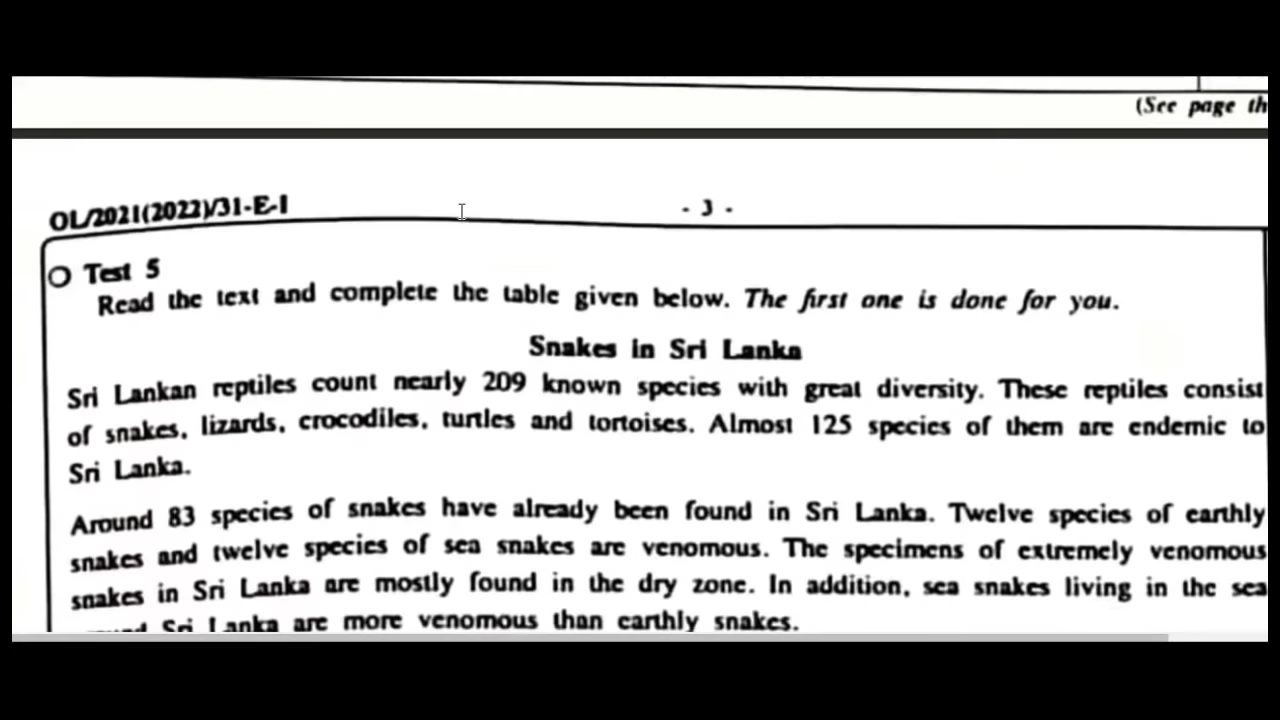 (See page th
OL/2021(2022)/31-E-I
- 3 -
Test 5
Read the text and complete the table given below. The first one is done for you.
Snakes in Sri Lanka
Sri Lankan reptiles count nearly 209 known species with great diversity. These reptiles consist
of snakes, lizards, crocodiles, turtles and tortoises. Almost 125 species of them are endemic to
Sri Lanka.
Around 83 species of snakes have already been found in Sri Lanka. Twelve species of earthly
snakes and twelve species of sea snakes are venomous. The specimens of extremely venomous
snakes in Sri Lanka are mostly found in the dry zone. In addition, sea snakes living in the sea
Sri Lanka are more venomous than earthly snakes.